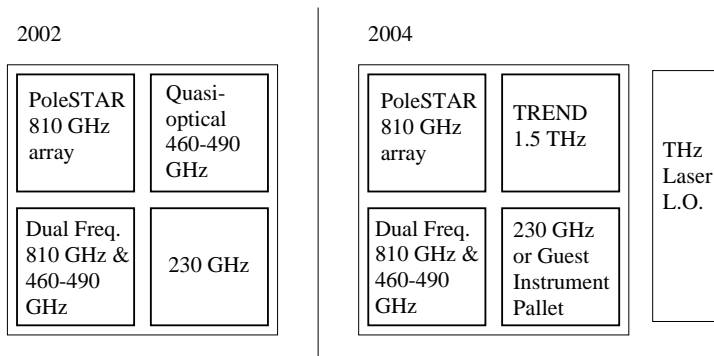 2002
PoleSTAR
810 GHz
array
Quasi-
optical
460-490
GHz
Dual Freq.
810 GHz &
460-490
GHz
230 GHz
2004
PoleSTAR
810 GHz
array
TREND
1.5 THz
Dual Freq.
810 GHz &
460-490
GHz
230 GHz
or Guest
Instrument
Pallet
THz
Laser
L.O.